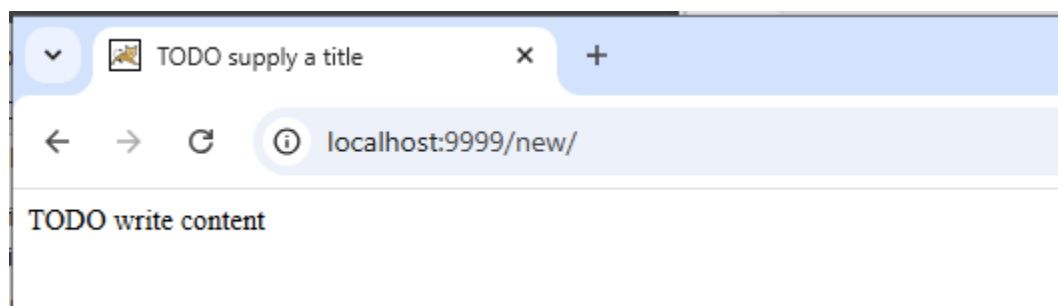 TODO supply a title
localhost:9999/new/
TODO write content